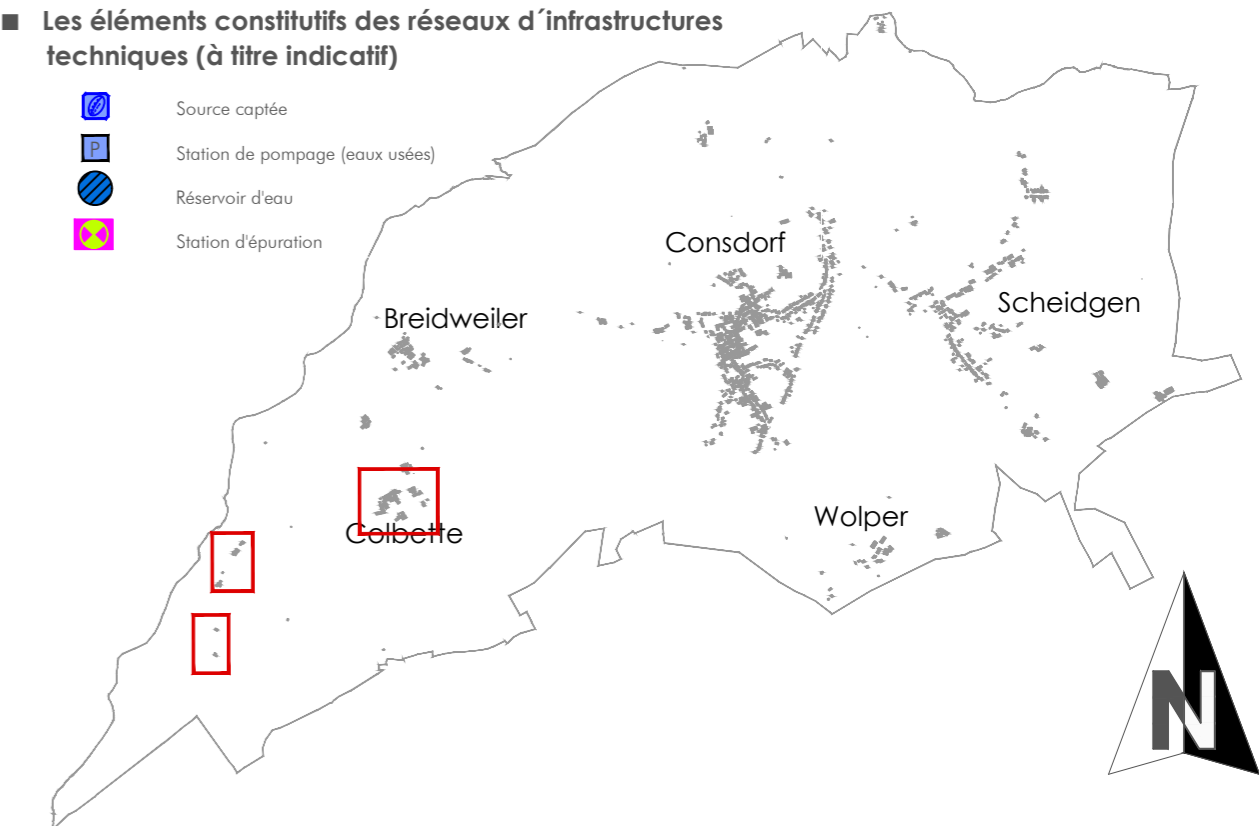 ■ Les éléments constitutifs des réseaux d´infrastructures
techniques (à titre indicatif)
Source captée
P
Station de pompage (eaux usées)
Réservoir d'eau
Station d'épuration
Consdorf
Scheidgen
Breidweiler
Colbette
Wolper
N